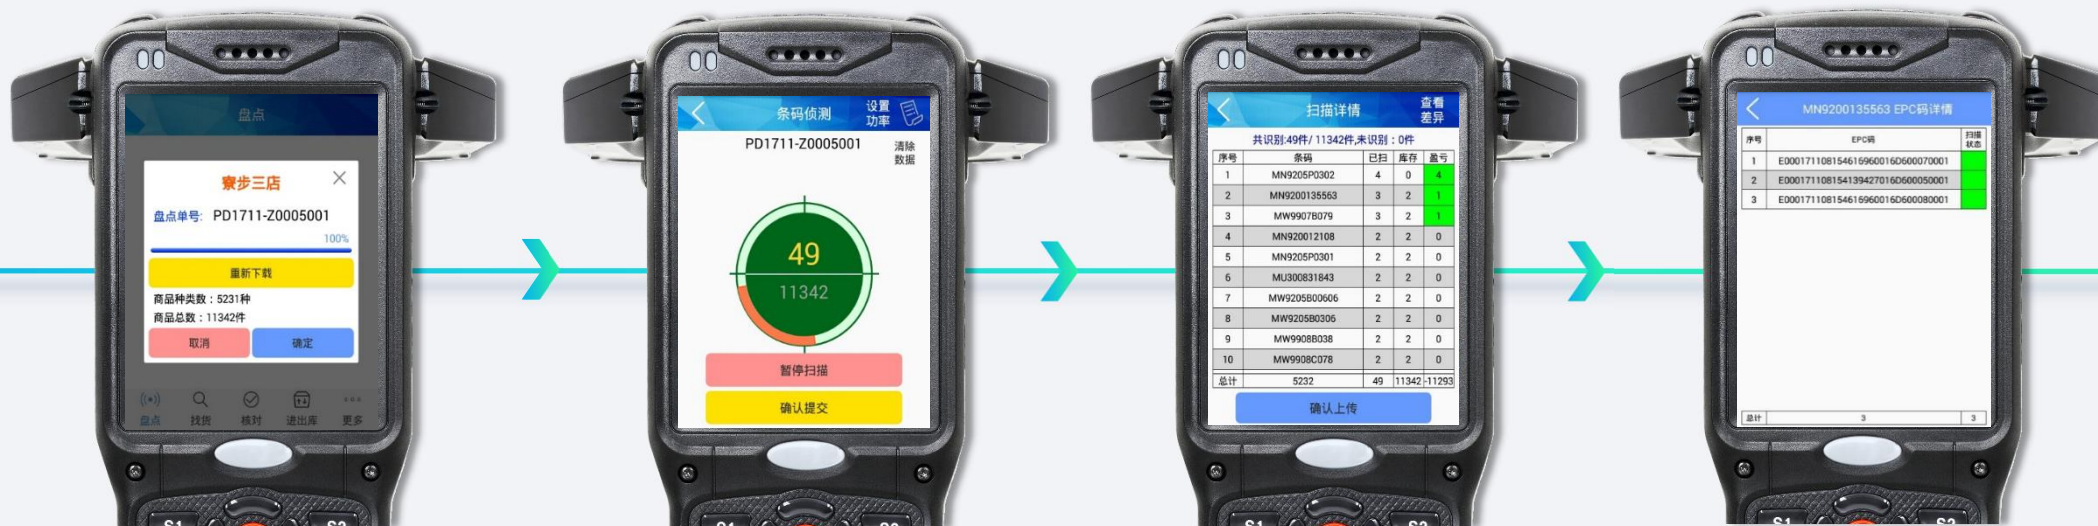 盘点
寮步三店
盘点单号: PD1711-Z0005001
100%
重新下载
商品种类数：5231种
商品总数：11342件
取消 确定
盘点 找货 核对 进出库 更多
S1 S2
条码侦测 设置
功率
PD1711-Z0005001 清除
数据
49
11342
暂停扫描
确认提交
S1 S2
扫描详情 查看
差异
共识别:49件/ 11342件,未识别：0件
序号 条码 已扫 库存 盈亏
1 MN9205P0302 4 0 4
2 MN9200135563 3 2 1
3 MW9907B079 3 2 1
4 MN920012108 2 2 0
5 MN9205P0301 2 2 0
6 MU300831843 2 2 0
7 MW9205B00606 2 2 0
8 MW9205B0306 2 2 0
9 MW9908B038 2 2 0
10 MW9908C078 2 2 0
总计 5232 49 11342 -11293
确认上传
S1 S2
MN9200135563 EPC码详情
序号 EPC码 扫描
状态
1 E000171108154616960016D600070001
2 E000171108154139427016D600050001
3 E000171108154616960016D600080001
总计 3 3
S1 S2